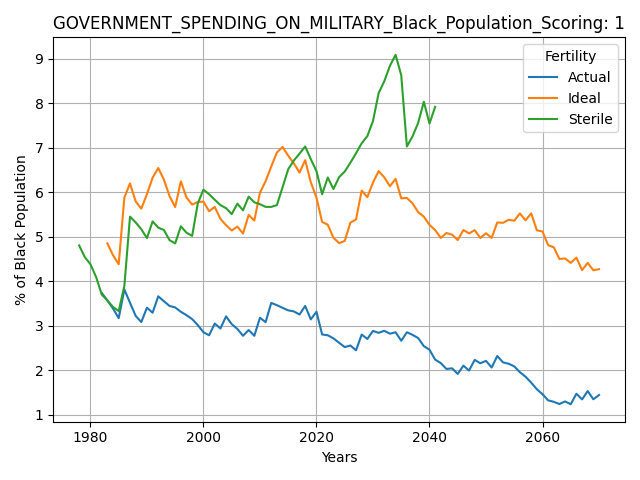 GOVERNMENT_SPENDING_ON_MILITARY_Black_Population_Scoring: 1
Fertility
Actual
Ideal
Sterile
% of Black Population
9
8
7
6
5
4
3
2
1
1980 2000 2020 2040 2060
Years